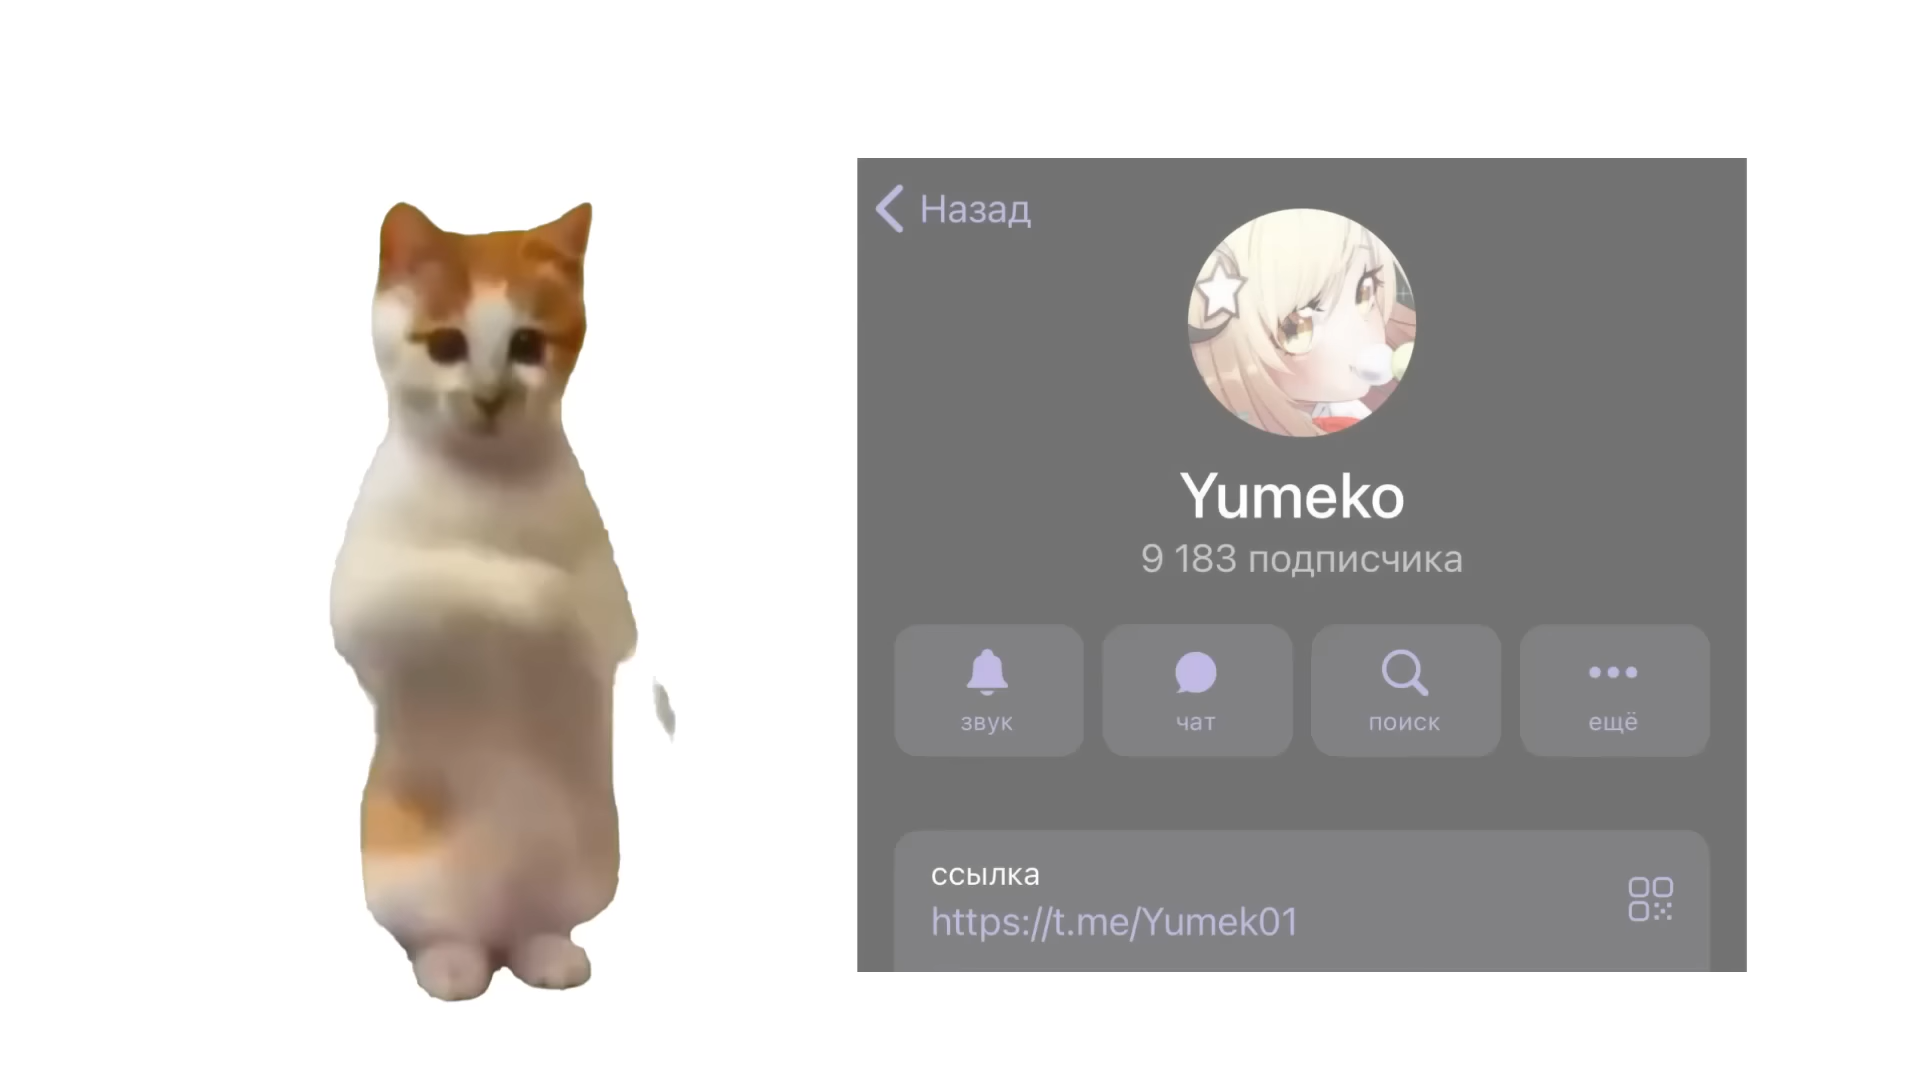 Назад
Yumeko
9 183 подписчика
звук
чат
поиск
ещё
ссылка
https://t.me/Yumek01